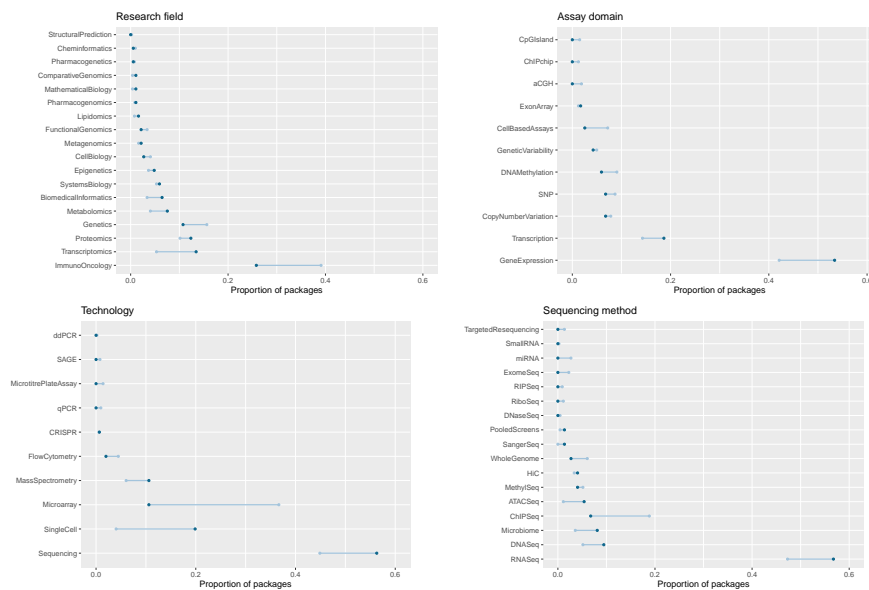 Research field
StructuralPrediction
Cheminformatics
Pharmacogenetics
ComparativeGenomics
MathematicalBiology
Pharmacogenomics
Lipidomics
FunctionalGenomics
Metagenomics
CellBiology
Epigenetics
SystemsBiology
BiomedicalInformatics
Metabolomics
Genetics
Proteomics
Transcriptomics
ImmunoOncology
0.0 0.2 0.4 0.6
Proportion of packages
Assay domain
CpGIsland
ChIPchip
aCGH
ExonArray
CellBasedAssays
GeneticVariability
DNAMethylation
SNP
CopyNumberVariation
Transcription
GeneExpression
0.0 0.2 0.4 0.6
Proportion of packages
Technology
ddPCR
SAGE
MicrotitrePlateAssay
qPCR
CRISPR
FlowCytometry
MassSpectrometry
Microarray
SingleCell
Sequencing
0.0 0.2 0.4 0.6
Proportion of packages
Sequencing method
TargetedResequencing
SmallRNA
miRNA
ExomeSeq
RIPSeq
RiboSeq
DNaseSeq
PooledScreens
SangerSeq
WholeGenome
HiC
MethylSeq
ATACSeq
ChIPSeq
Microbiome
DNASeq
RNASeq
0.0 0.2 0.4 0.6
Proportion of packages